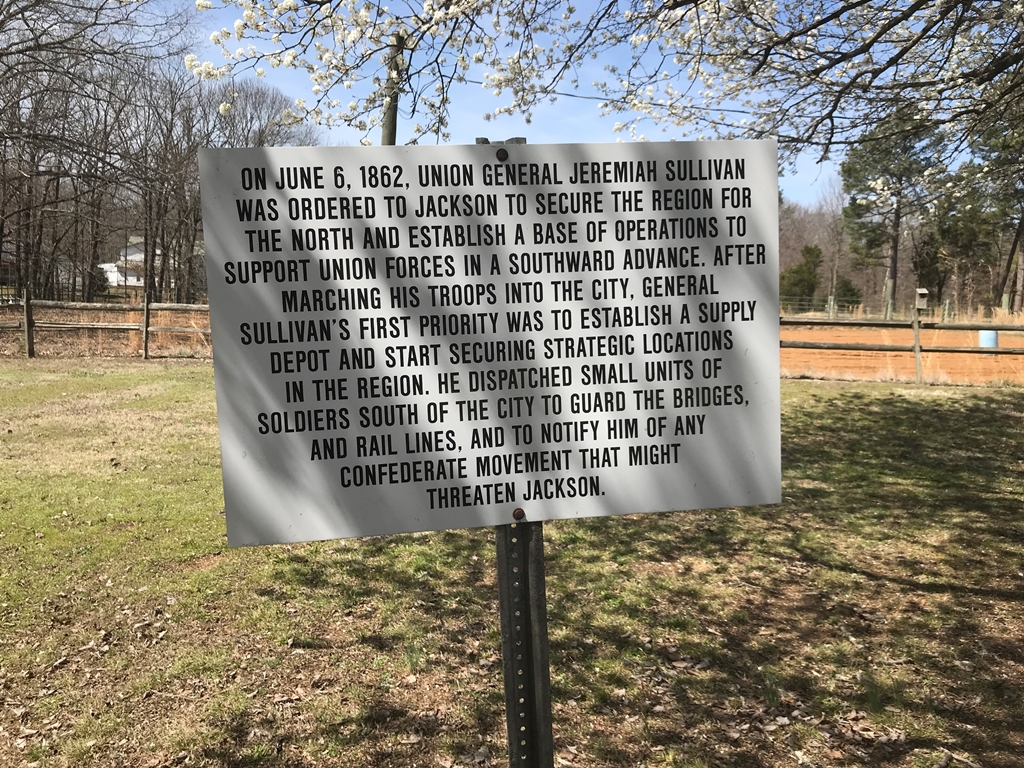 ON JUNE 6, 1862, UNION GENERAL JEREMIAH SULLIVAN
WAS ORDERED TO JACKSON TO SECURE THE REGION FOR
THE NORTH AND ESTABLISH A BASE OF OPERATIONS TO
SUPPORT UNION FORCES IN A SOUTHWARD ADVANCE. AFTER
MARCHING HIS TROOPS INTO THE CITY, GENERAL
SULLIVAN'S FIRST PRIORITY WAS TO ESTABLISH A SUPPLY
DEPOT AND START SECURING STRATEGIC LOCATIONS
IN THE REGION. HE DISPATCHED SMALL UNITS OF
SOLDIERS SOUTH OF THE CITY TO GUARD THE BRIDGES,
AND RAIL LINES, AND TO NOTIFY HIM OF ANY
CONFEDERATE MOVEMENT THAT MIGHT
THREATEN JACKSON.